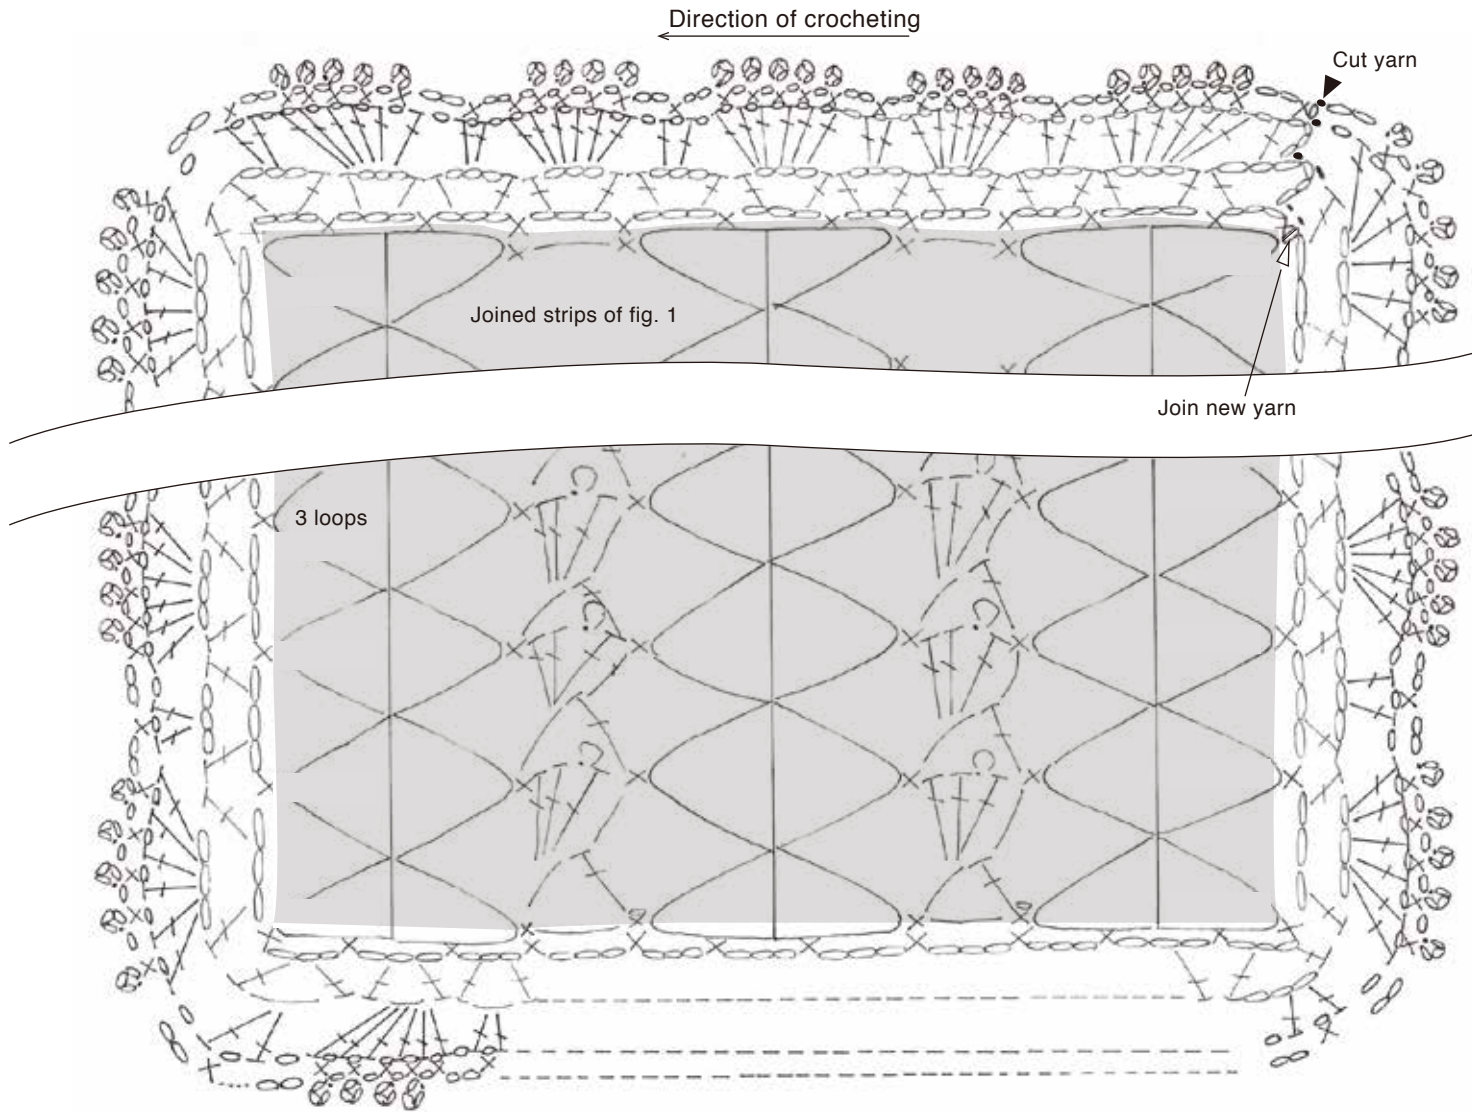 Direction of crocheting
Cut yarn
Joined strips of fig. 1
Join new yarn
3 loops